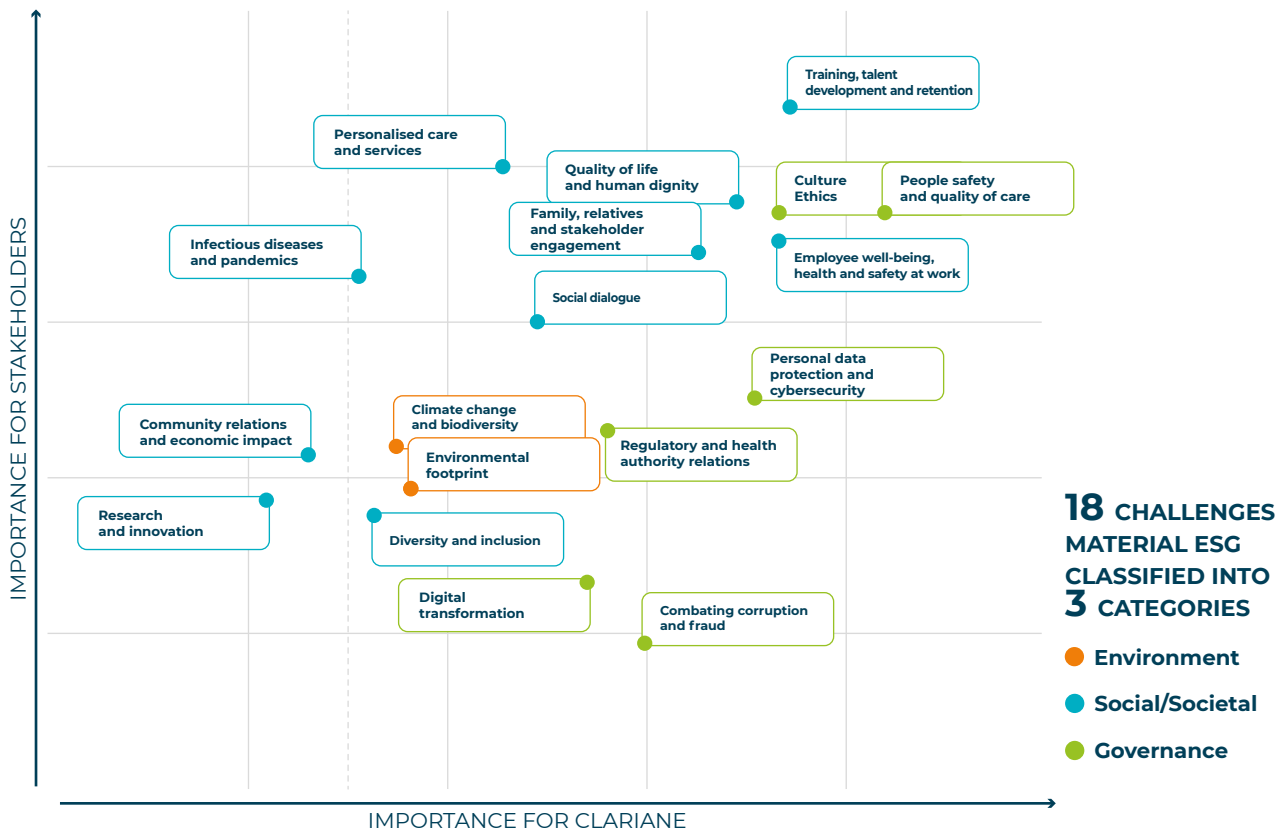 IMPORTANCE FOR STAKEHOLDERS
Training, talent
development and retention
Personalised care
and services
Quality of life
and human dignity
Culture
Ethics
People safety
and quality of care
Family, relatives
and stakeholder
engagement
Infectious diseases
and pandemics
Employee well-being,
health and safety at work
Social dialogue
Personal data
protection and
cybersecurity
Climate change
and biodiversity
Community relations
and economic impact
Regulatory and health
authority relations
Environmental
footprint
Research
and innovation
Diversity and inclusion
Digital
transformation
Combating corruption
and fraud
18 CHALLENGES
MATERIAL ESG
CLASSIFIED INTO
3 CATEGORIES
Environment
Social/Societal
Governance
IMPORTANCE FOR CLARIANE